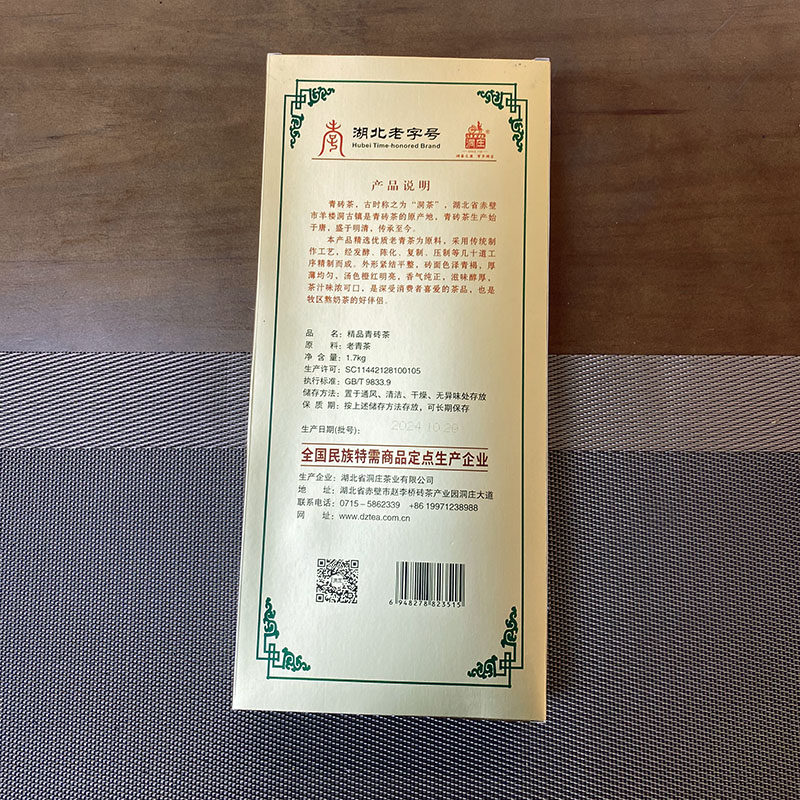 湖北老字号
Hubei Time-honored Brand
洞庄
产品说明
青砖茶，古时称之为“洞茶”，湖北省赤壁
市羊楼洞古镇是青砖茶的原产地，青砖茶生产始
于唐，盛于明清，传承至今。
本产品精选优质老青茶为原料，采用传统制
作工艺，经发酵、陈化、复制、压制等几十道工
序精制而成。外形紧结平整，砖面色泽青褐，厚
薄均匀、汤色橙红明亮，香气纯正，滋味醇厚，
茶汁味浓可口，是深受消费者喜爱的茶品，也是
牧区熬奶茶的好伴侣。
品 名：精品青砖茶
原 料：老青茶
净 含 量：1.7kg
生产许可：SC11442128100105
执行标准：GB/T 9833.9
储存方法：置于通风、清洁、干燥、无异味处存放
保 质 期：按上述储存方法存放，可长期保存
生产日期(批号)： 2024 10 20
全国民族特需商品定点生产企业
生产企业：湖北省洞庄茶业有限公司
地 址：湖北省赤壁市赵李桥砖茶产业园洞庄大道
联系电话：0715－5862339 +86 19971238988
网 址：www.dztea.com.cn
6 948278 823515